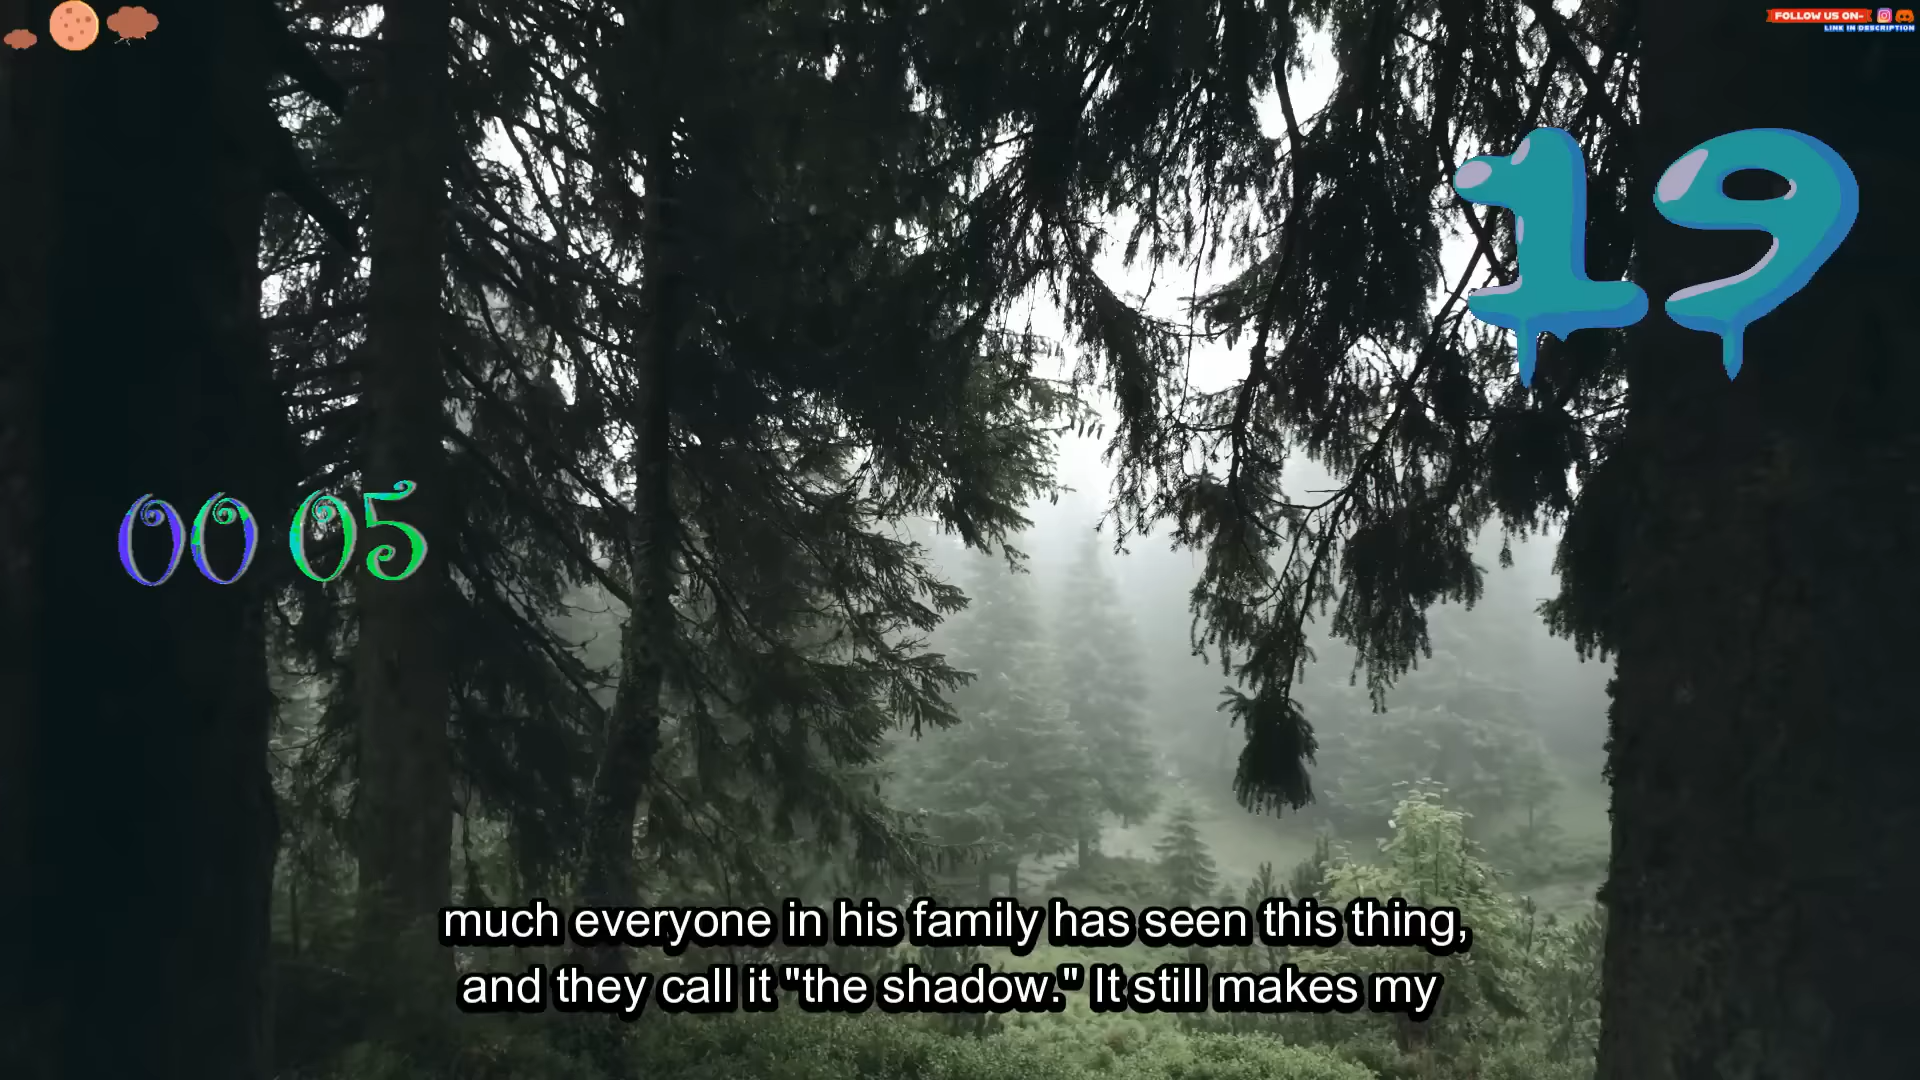 FOLLOW US ON-
LINK IN DESCRIPTION
19
00 05
much everyone in his family has seen this thing,
and they call it "the shadow." It still makes my